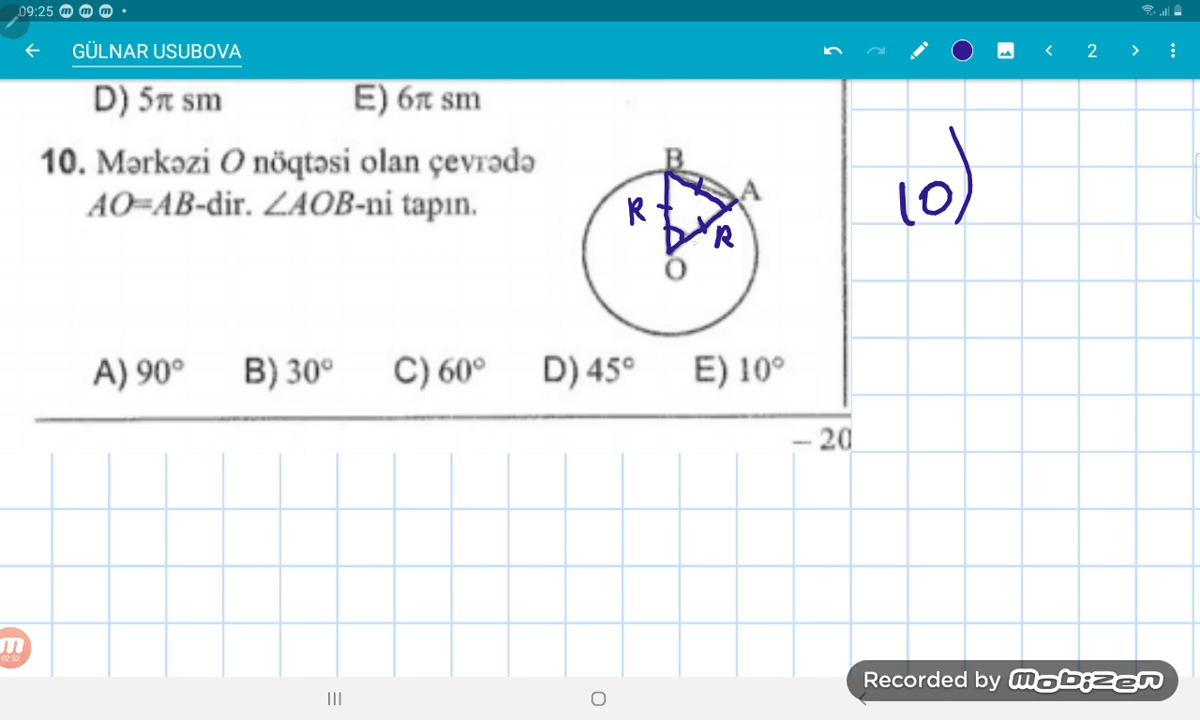 09:25
GÜLNAR USUBOVA
2
D) 5π sm E) 6π sm
10. Mərkəzi O nöqtəsi olan çevrədə
AO=AB-dir. ∠AOB-ni tapın.
B
A
R
R
O
A) 90° B) 30° C) 60° D) 45° E) 10°
– 20
10)
02:52
Recorded by mobizen